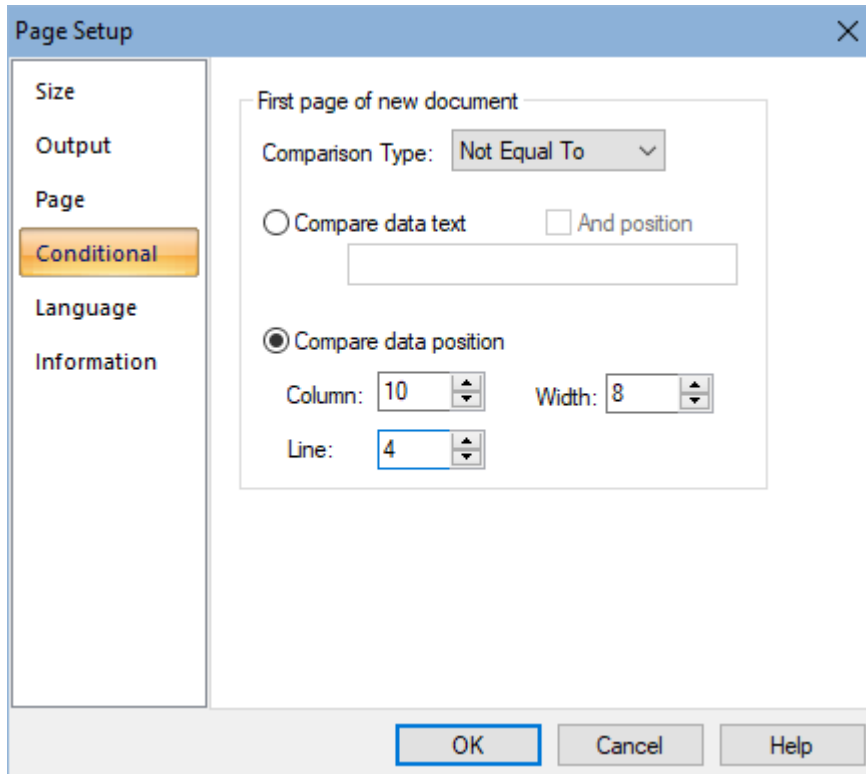 Page Setup
Size
Output
Page
Conditional
Language
Information
First page of new document
Comparison Type: Not Equal To
Compare data text And position
Compare data position
Column: 10 Width: 8
Line: 4
OK Cancel Help